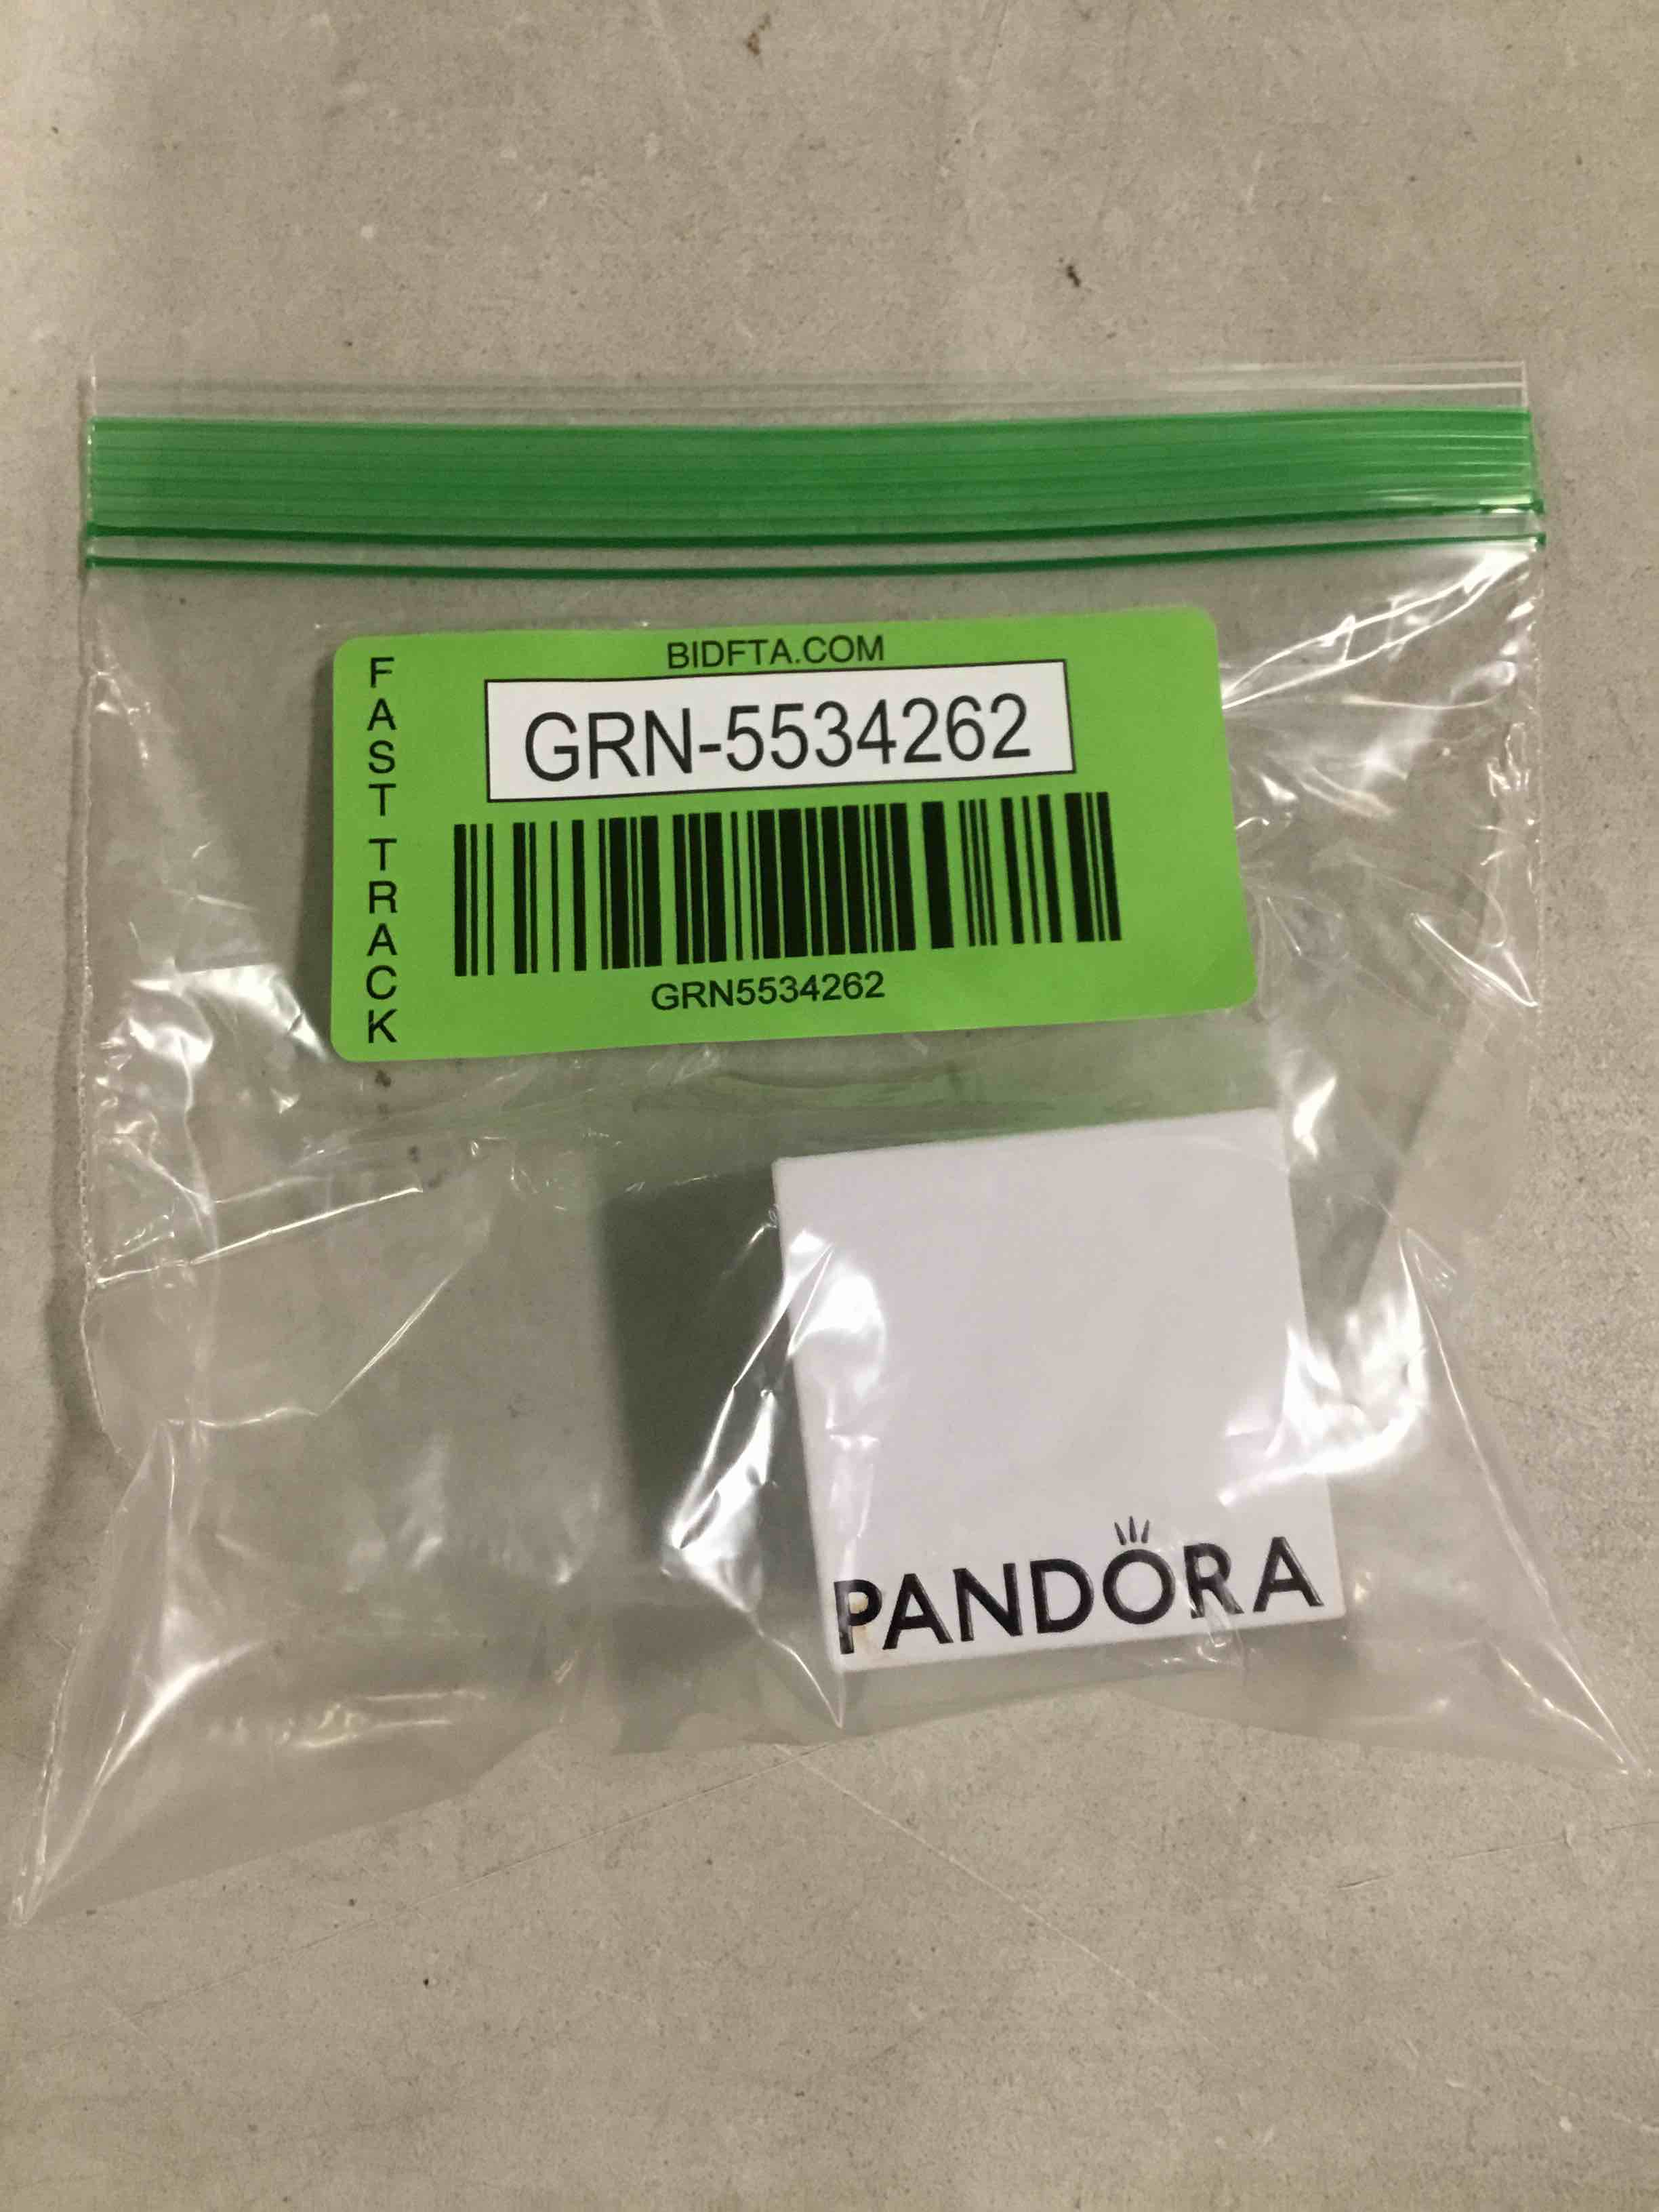 BIDFTA.COM
FAST TRACK
GRN-5534262
GRN5534262
PANDORA